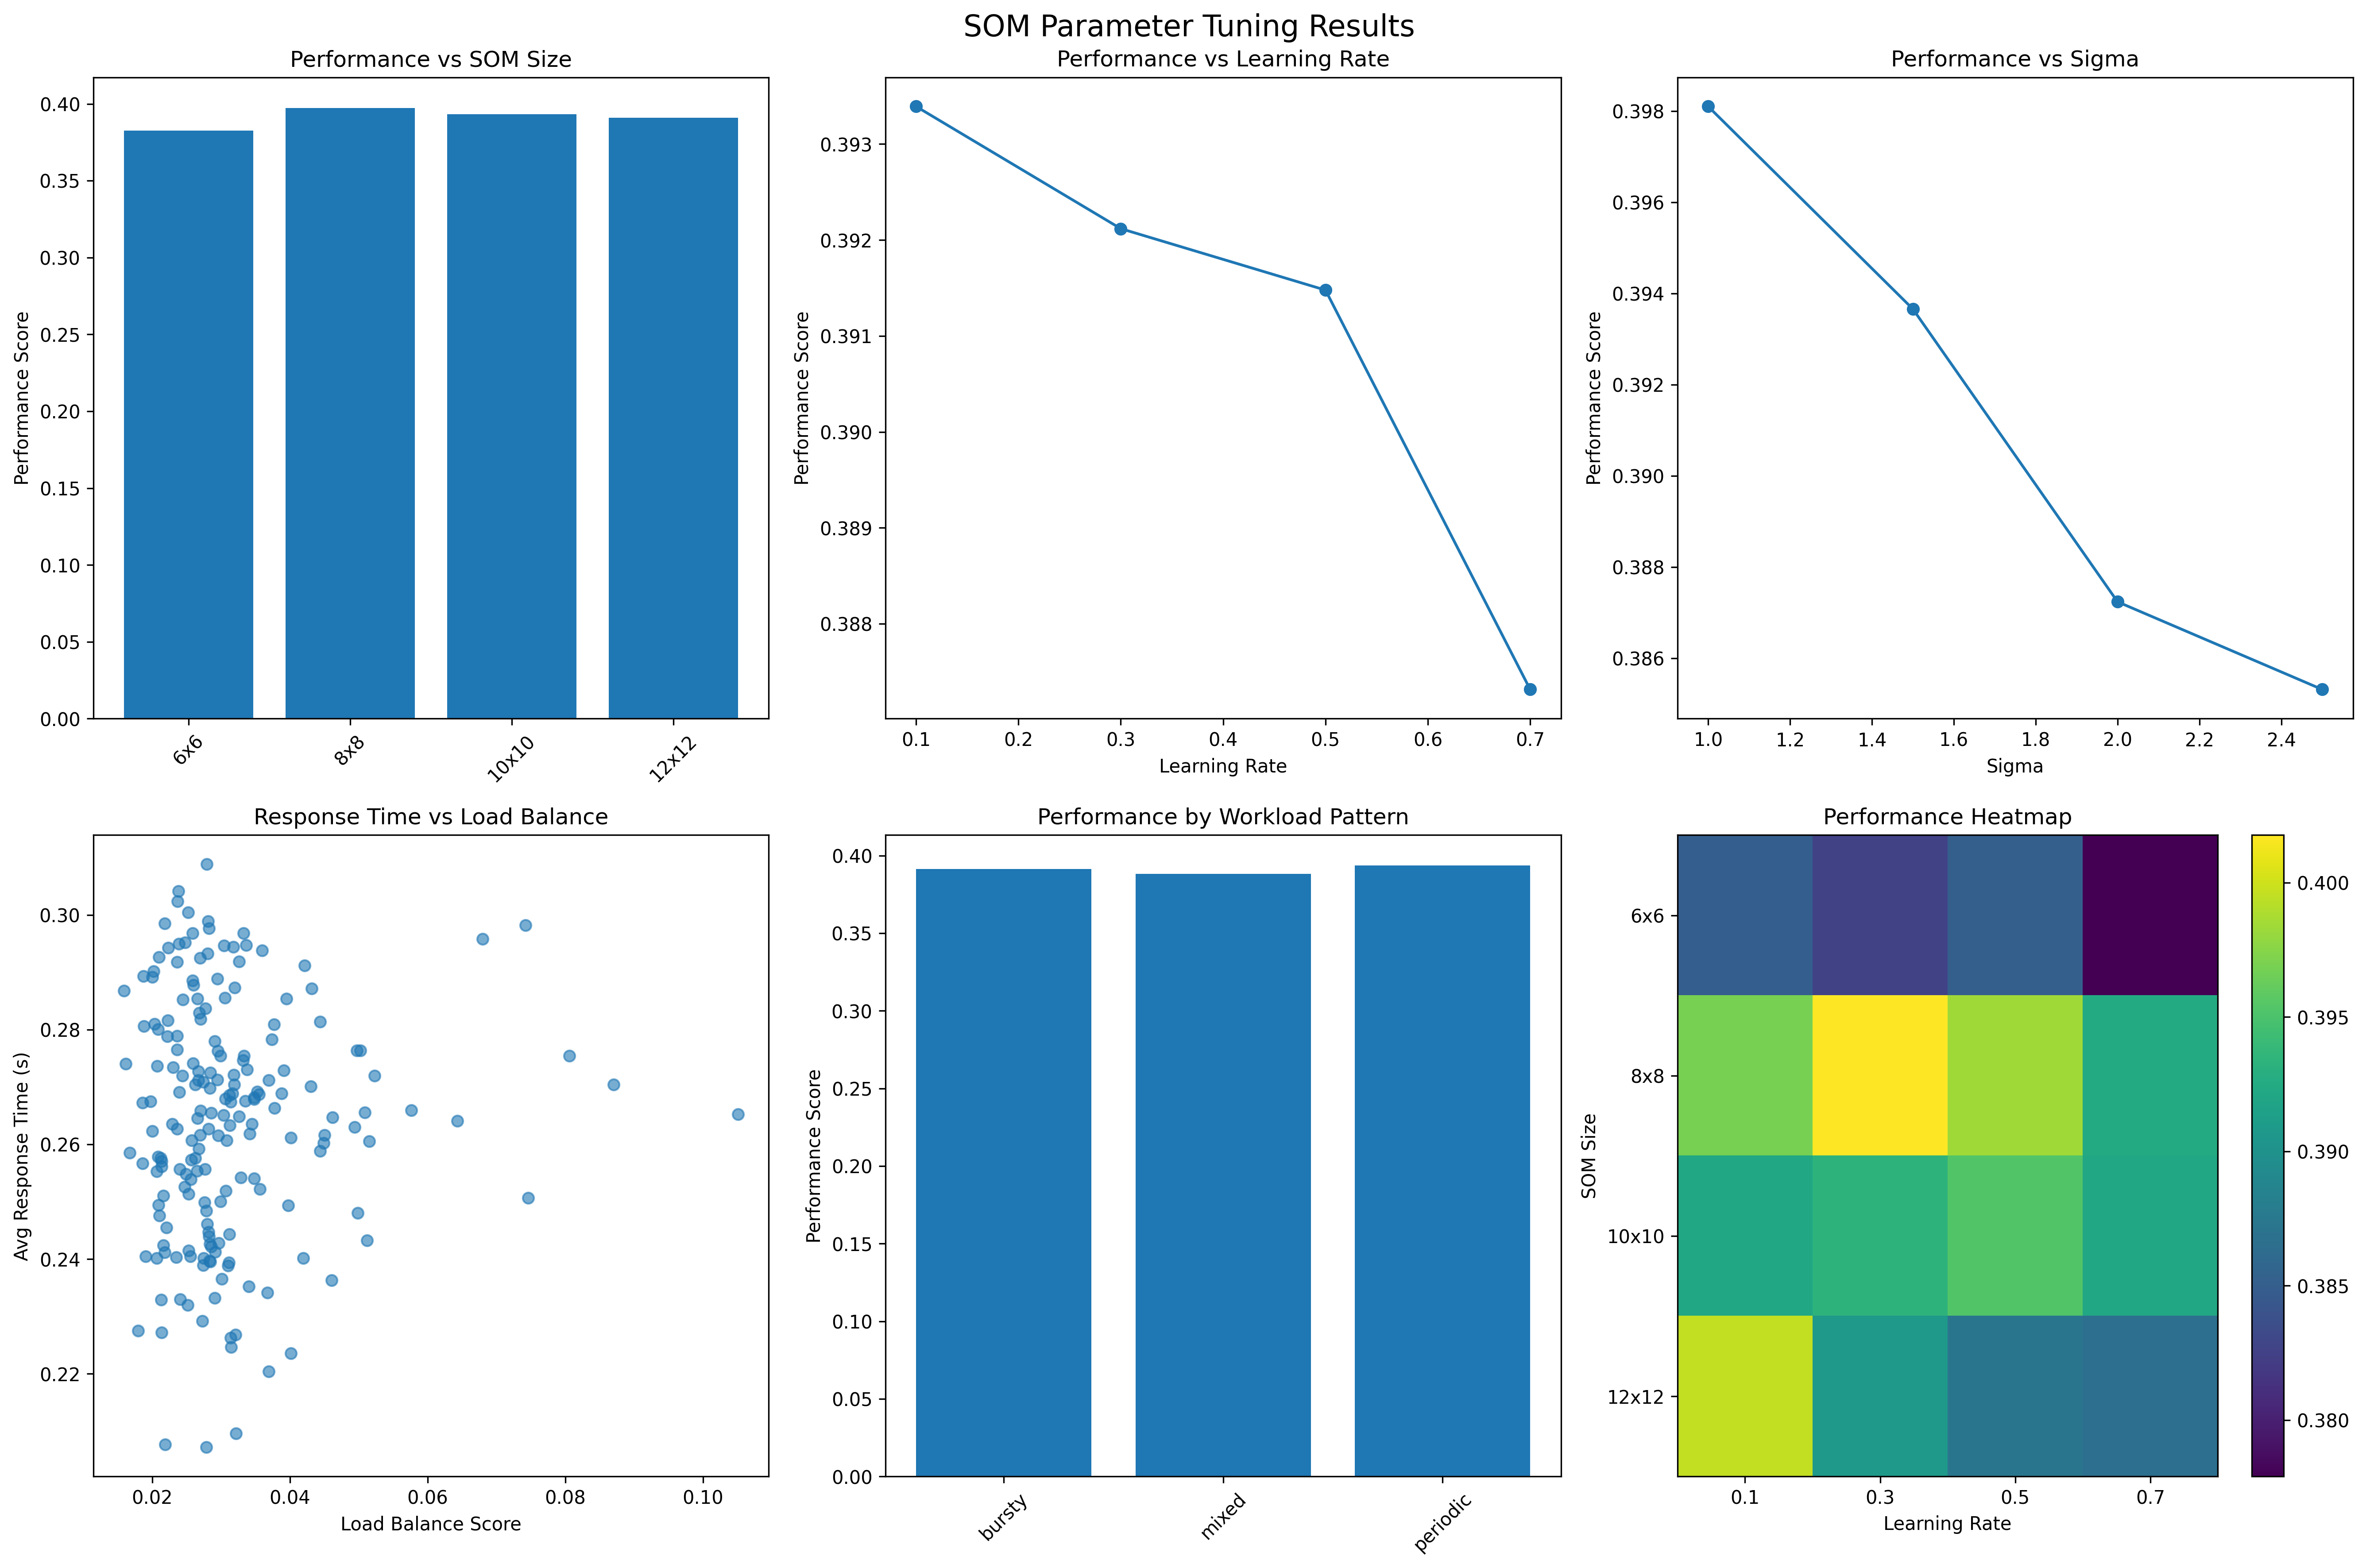 SOM Parameter Tuning Results
Performance vs SOM Size
Performance Score
0.40
0.35
0.30
0.25
0.20
0.15
0.10
0.05
0.00
6x6
8x8
10x10
12x12
Performance vs Learning Rate
Performance Score
0.393
0.392
0.391
0.390
0.389
0.388
0.1
0.2
0.3
0.4
0.5
0.6
0.7
Learning Rate
Performance vs Sigma
Performance Score
0.398
0.396
0.394
0.392
0.390
0.388
0.386
1.0
1.2
1.4
1.6
1.8
2.0
2.2
2.4
Sigma
Response Time vs Load Balance
Avg Response Time (s)
0.30
0.28
0.26
0.24
0.22
0.02
0.04
0.06
0.08
0.10
Load Balance Score
Performance by Workload Pattern
Performance Score
0.40
0.35
0.30
0.25
0.20
0.15
0.10
0.05
0.00
bursty
mixed
periodic
Performance Heatmap
SOM Size
6x6
8x8
10x10
12x12
0.1
0.3
0.5
0.7
Learning Rate
0.400
0.395
0.390
0.385
0.380